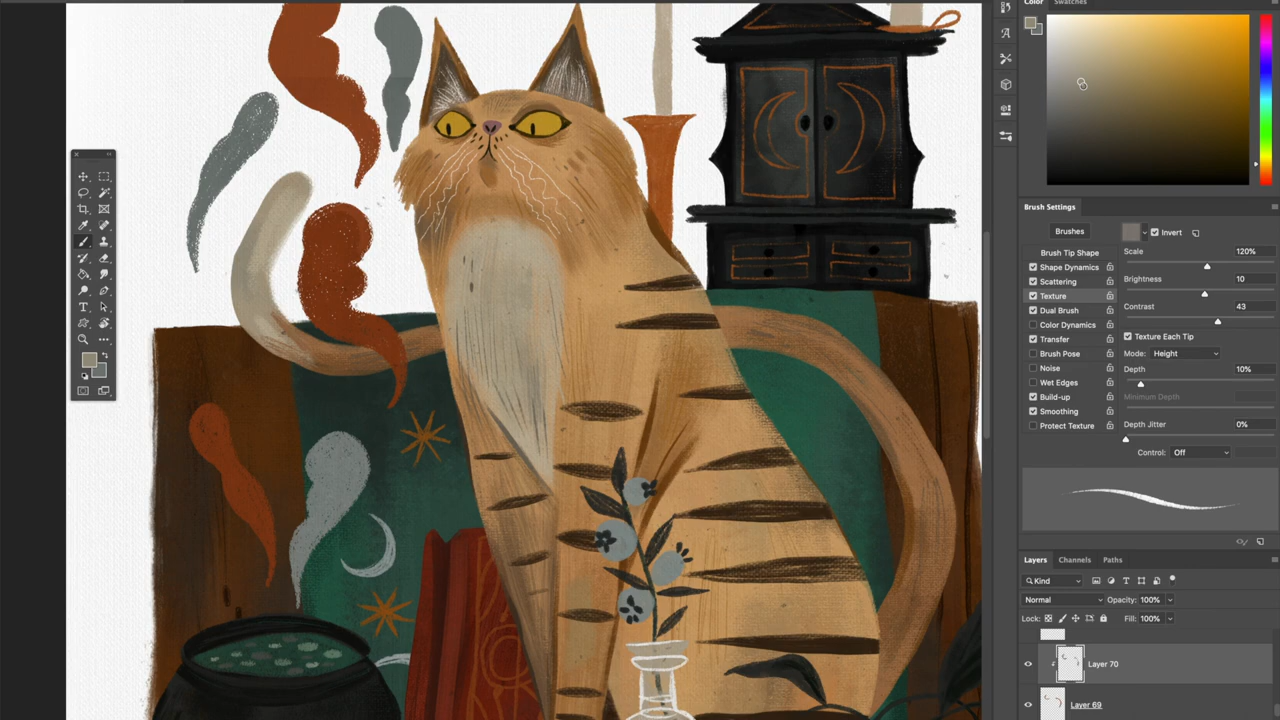 Color Swatches
Brush Settings
Brushes
Invert
Brush Tip Shape
Scale 120%
Shape Dynamics
Scattering
Brightness 10
Texture
Dual Brush
Contrast 43
Color Dynamics
Transfer
Texture Each Tip
Brush Pose
Mode: Height
Noise
Depth 10%
Wet Edges
Build-up
Minimum Depth
Smoothing
Protect Texture
Depth Jitter 0%
Control: Off
Layers Channels Paths
Kind
Normal Opacity: 100%
Lock: Fill: 100%
Layer 70
Layer 69